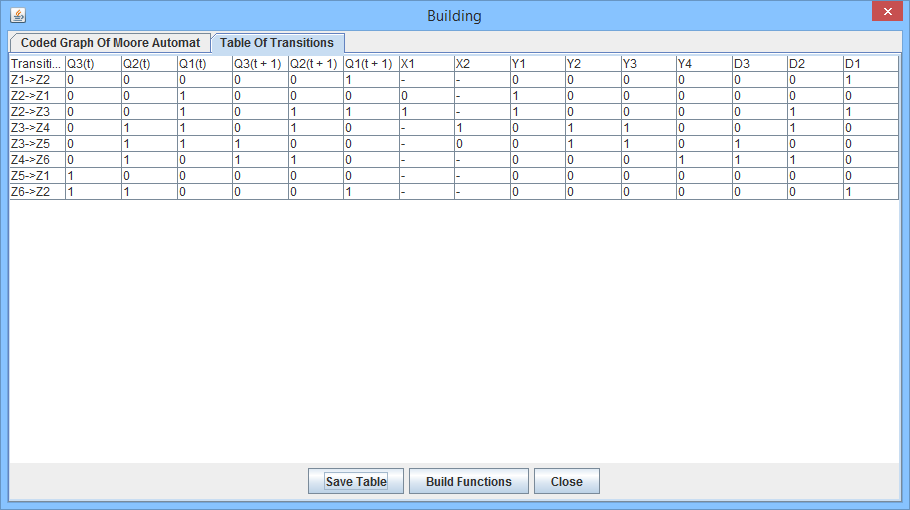 Building
Coded Graph Of Moore Automat Table Of Transitions
Transiti... Q3(t) Q2(t) Q1(t) Q3(t + 1) Q2(t + 1) Q1(t + 1) X1 X2 Y1 Y2 Y3 Y4 D3 D2 D1
Z1->Z2 0 0 0 0 0 1 - - 0 0 0 0 0 0 1
Z2->Z1 0 0 1 0 0 0 0 - 1 0 0 0 0 0 0
Z2->Z3 0 0 1 0 1 1 1 - 1 0 0 0 0 1 1
Z3->Z4 0 1 1 0 1 0 - 1 0 1 1 0 0 1 0
Z3->Z5 0 1 1 1 0 0 - 0 0 1 1 0 1 0 0
Z4->Z6 0 1 0 1 1 0 - - 0 0 0 1 1 1 0
Z5->Z1 1 0 0 0 0 0 - - 0 0 0 0 0 0 0
Z6->Z2 1 1 0 0 0 1 - - 0 0 0 0 0 0 1
Save Table Build Functions Close